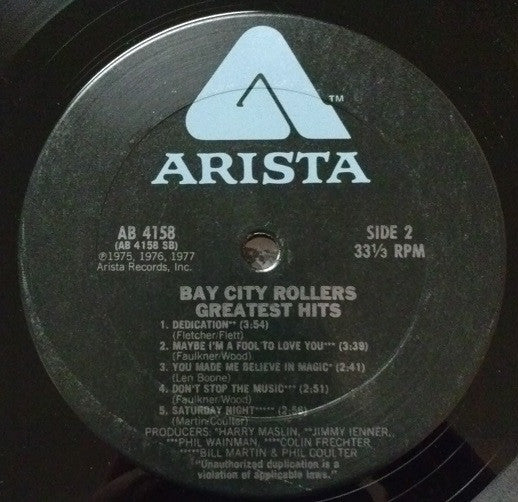 TM
ARISTA
AB 4158
(AB 4158 SB)
℗1975, 1976, 1977
Arista Records, Inc.
SIDE 2
33⅓ RPM
BAY CITY ROLLERS
GREATEST HITS
1. DEDICATION** (3:54)
(Fletcher/Flett)
2. MAYBE I'M A FOOL TO LOVE YOU*** (3:39)
(Faulkner/Wood)
3. YOU MADE ME BELIEVE IN MAGIC* (2:41)
(Len Boone)
4. DON'T STOP THE MUSIC**** (2:51)
(Faulkner/Wood)
5. SATURDAY NIGHT***** (2:56)
(Martin/Coulter)
PRODUCERS: *HARRY MASLIN, **JIMMY IENNER,
***PHIL WAINMAN, ****COLIN FRECHTER,
*****BILL MARTIN & PHIL COULTER
"Unauthorized duplication is a
violation of applicable laws."